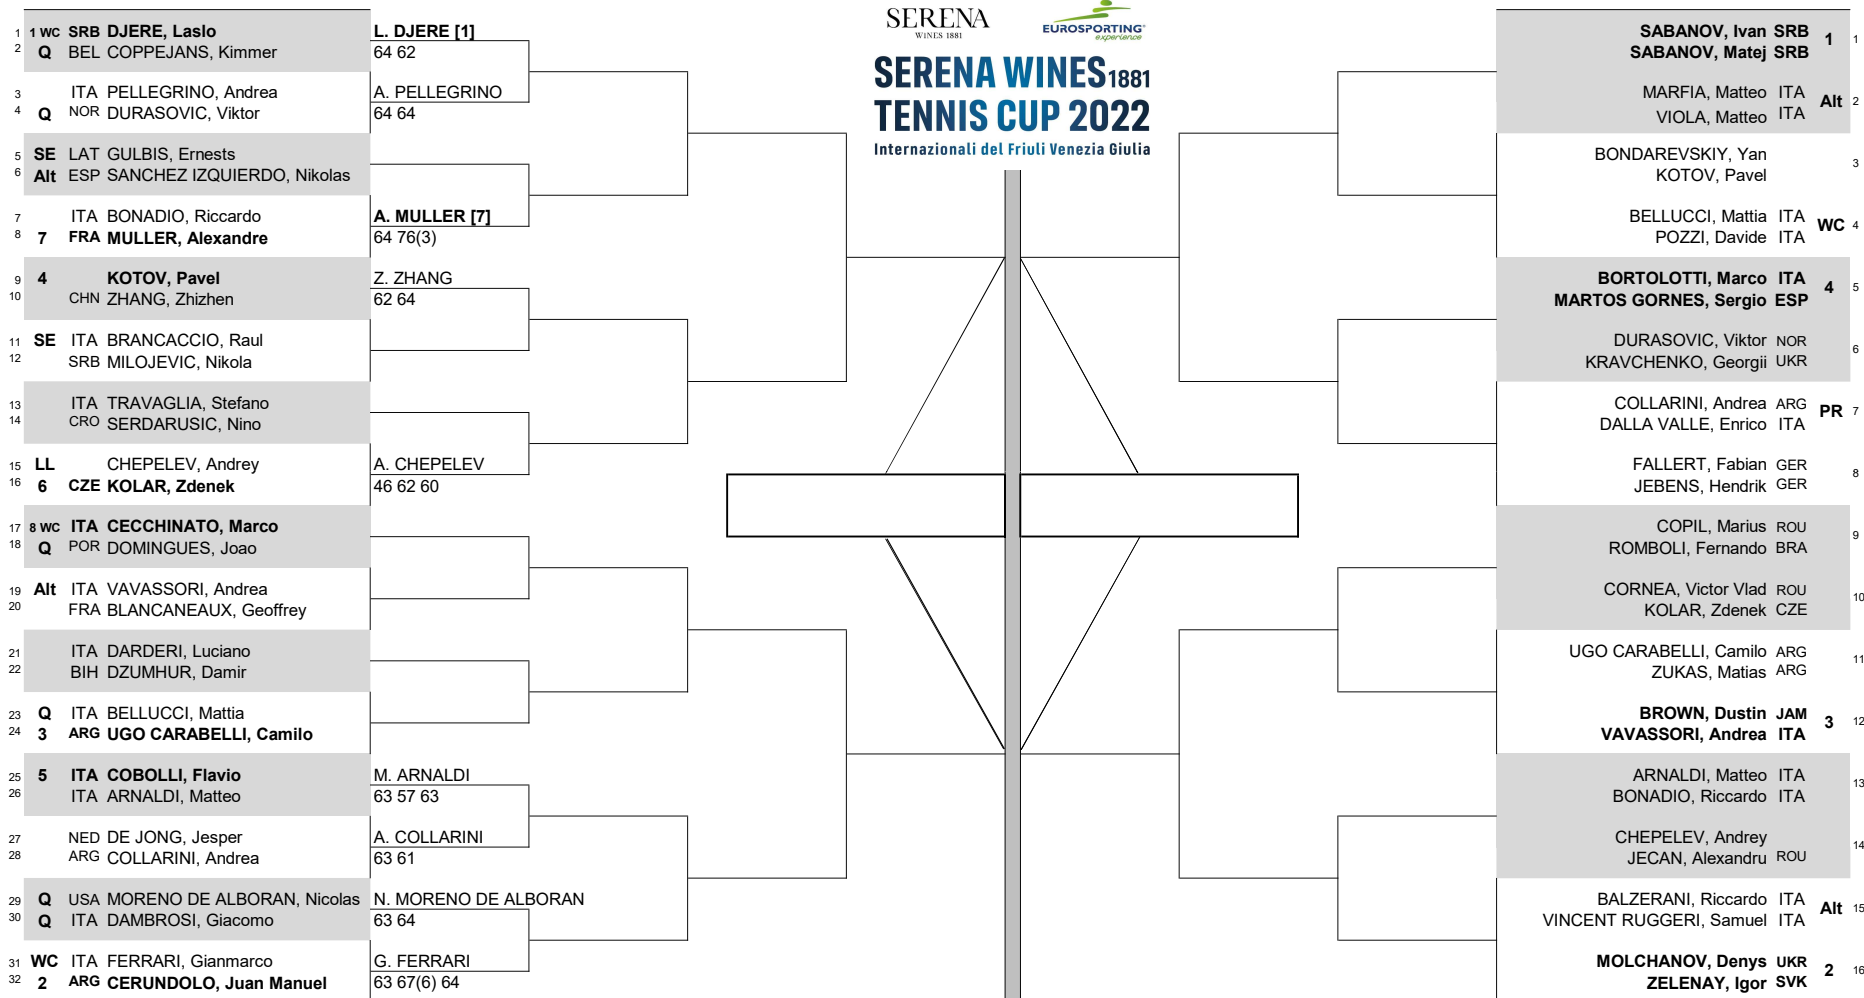 SERENA
WINES 1881
EUROSPORTING®
experience
SERENA WINES 1881
TENNIS CUP 2022
Internazionali del Friuli Venezia Giulia
1 1 WC SRB DJERE, Laslo
2 Q BEL COPPEJANS, Kimmer
L. DJERE [1]
64 62
3 ITA PELLEGRINO, Andrea
4 Q NOR DURASOVIC, Viktor
A. PELLEGRINO
64 64
5 SE LAT GULBIS, Ernests
6 Alt ESP SANCHEZ IZQUIERDO, Nikolas
7 ITA BONADIO, Riccardo
8 7 FRA MULLER, Alexandre
A. MULLER [7]
64 76(3)
9 4 KOTOV, Pavel
10 CHN ZHANG, Zhizhen
Z. ZHANG
62 64
11 SE ITA BRANCACCIO, Raul
12 SRB MILOJEVIC, Nikola
13 ITA TRAVAGLIA, Stefano
14 CRO SERDARUSIC, Nino
15 LL CHEPELEV, Andrey
16 6 CZE KOLAR, Zdenek
A. CHEPELEV
46 62 60
17 8 WC ITA CECCHINATO, Marco
18 Q POR DOMINGUES, Joao
19 Alt ITA VAVASSORI, Andrea
20 FRA BLANCANEAUX, Geoffrey
21 ITA DARDERI, Luciano
22 BIH DZUMHUR, Damir
23 Q ITA BELLUCCI, Mattia
24 3 ARG UGO CARABELLI, Camilo
25 5 ITA COBOLLI, Flavio
26 ITA ARNALDI, Matteo
M. ARNALDI
63 57 63
27 NED DE JONG, Jesper
28 ARG COLLARINI, Andrea
A. COLLARINI
63 61
29 Q USA MORENO DE ALBORAN, Nicolas
30 Q ITA DAMBROSI, Giacomo
N. MORENO DE ALBORAN
63 64
31 WC ITA FERRARI, Gianmarco
32 2 ARG CERUNDOLO, Juan Manuel
G. FERRARI
63 67(6) 64
SABANOV, Ivan SRB 1 1
SABANOV, Matej SRB
MARFIA, Matteo ITA Alt 2
VIOLA, Matteo ITA
BONDAREVSKIY, Yan 3
KOTOV, Pavel
BELLUCCI, Mattia ITA WC 4
POZZI, Davide ITA
BORTOLOTTI, Marco ITA 4 5
MARTOS GORNES, Sergio ESP
DURASOVIC, Viktor NOR 6
KRAVCHENKO, Georgii UKR
COLLARINI, Andrea ARG PR 7
DALLA VALLE, Enrico ITA
FALLERT, Fabian GER 8
JEBENS, Hendrik GER
COPIL, Marius ROU 9
ROMBOLI, Fernando BRA
CORNEA, Victor Vlad ROU 10
KOLAR, Zdenek CZE
UGO CARABELLI, Camilo ARG 11
ZUKAS, Matias ARG
BROWN, Dustin JAM 3 12
VAVASSORI, Andrea ITA
ARNALDI, Matteo ITA 13
BONADIO, Riccardo ITA
CHEPELEV, Andrey 14
JECAN, Alexandru ROU
BALZERANI, Riccardo ITA Alt 15
VINCENT RUGGERI, Samuel ITA
MOLCHANOV, Denys UKR 2 16
ZELENAY, Igor SVK